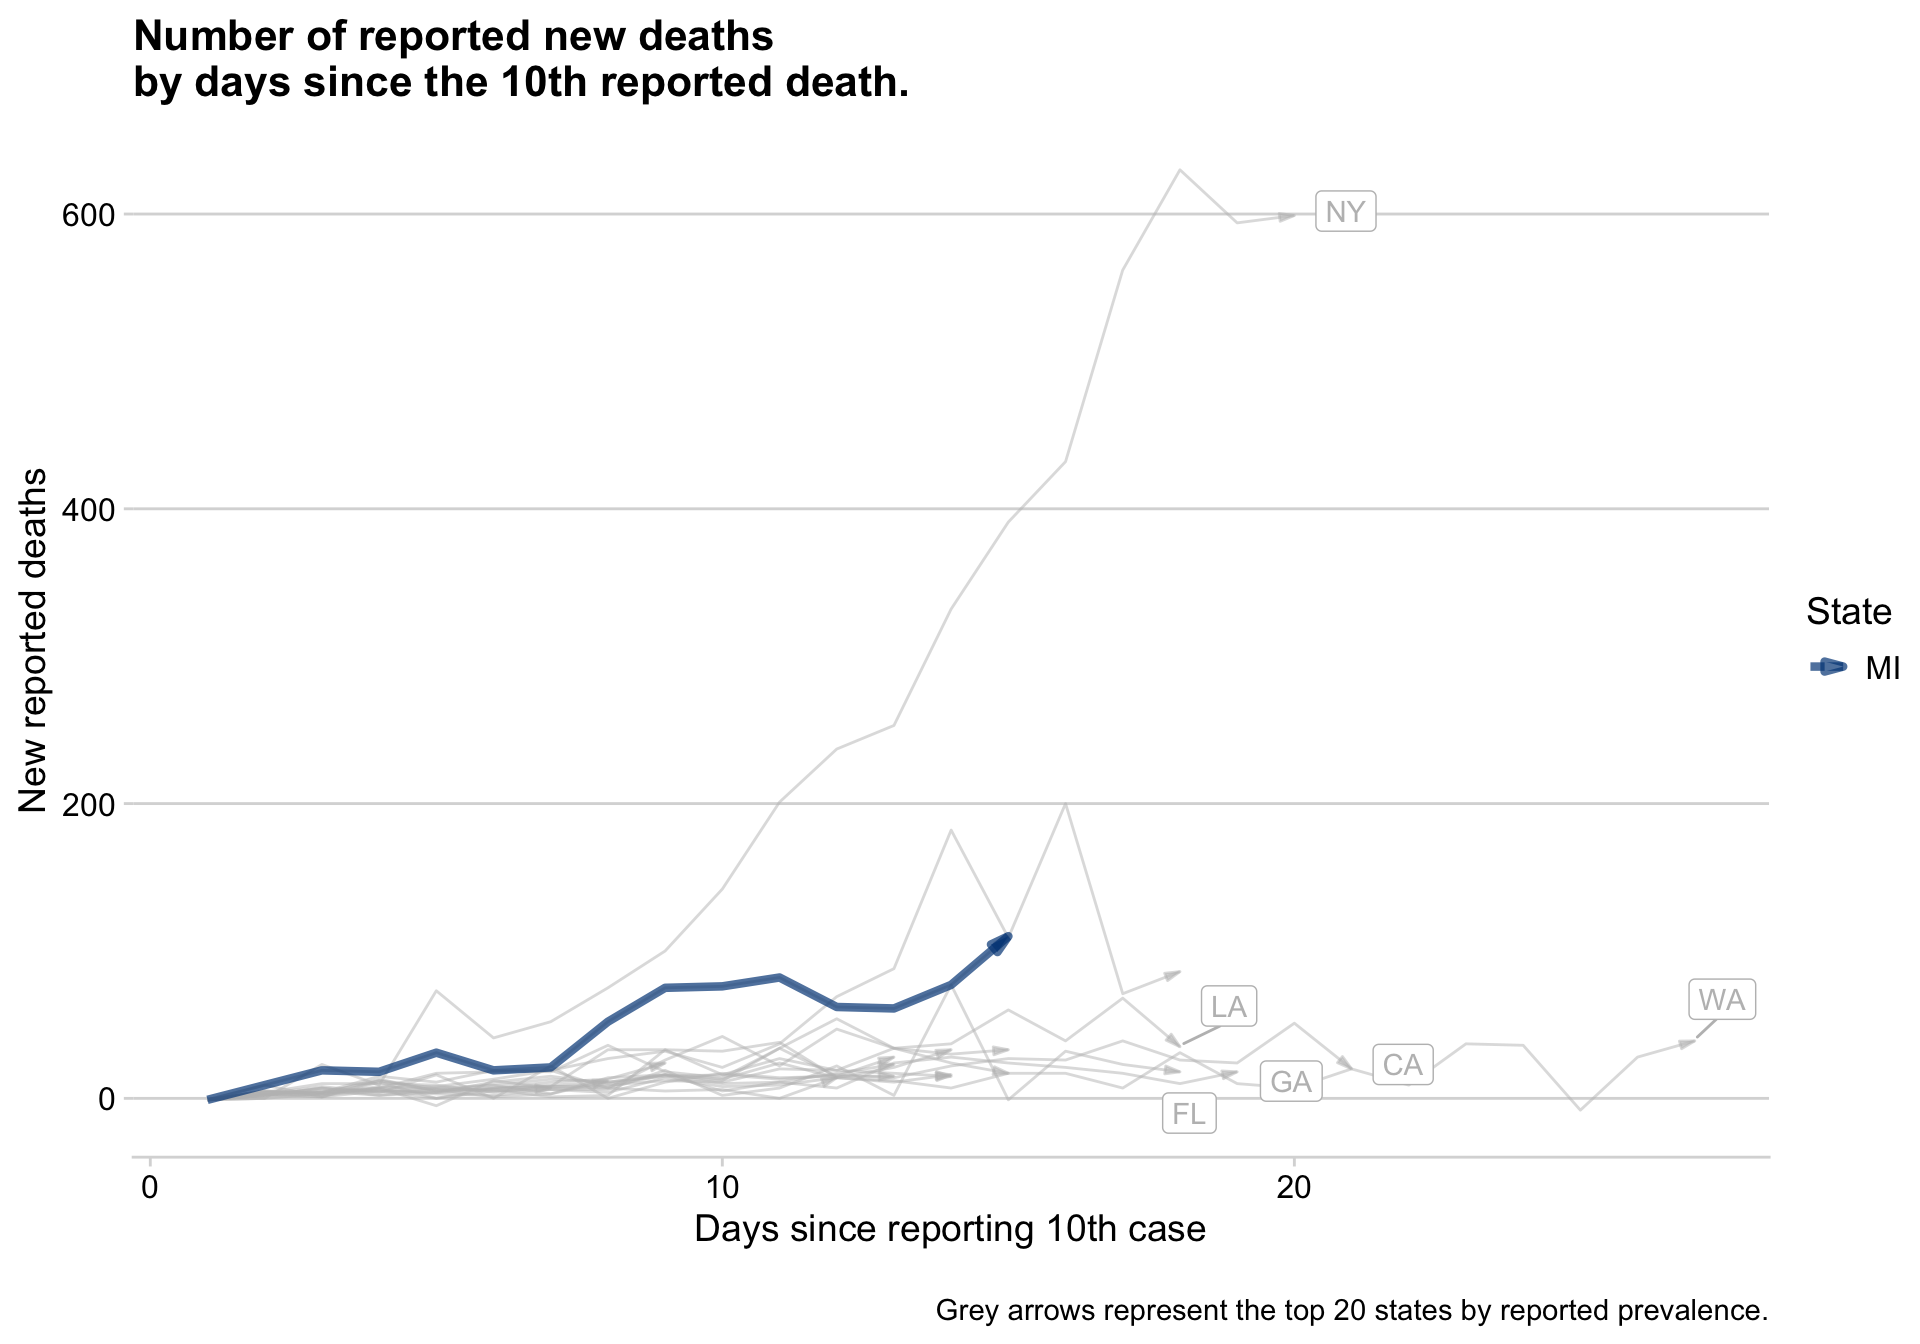 Number of reported new deaths
by days since the 10th reported death.
New reported deaths
600
400
200
0
NY
LA
WA
CA
GA
FL
0
10
20
Days since reporting 10th case
State
MI
Grey arrows represent the top 20 states by reported prevalence.